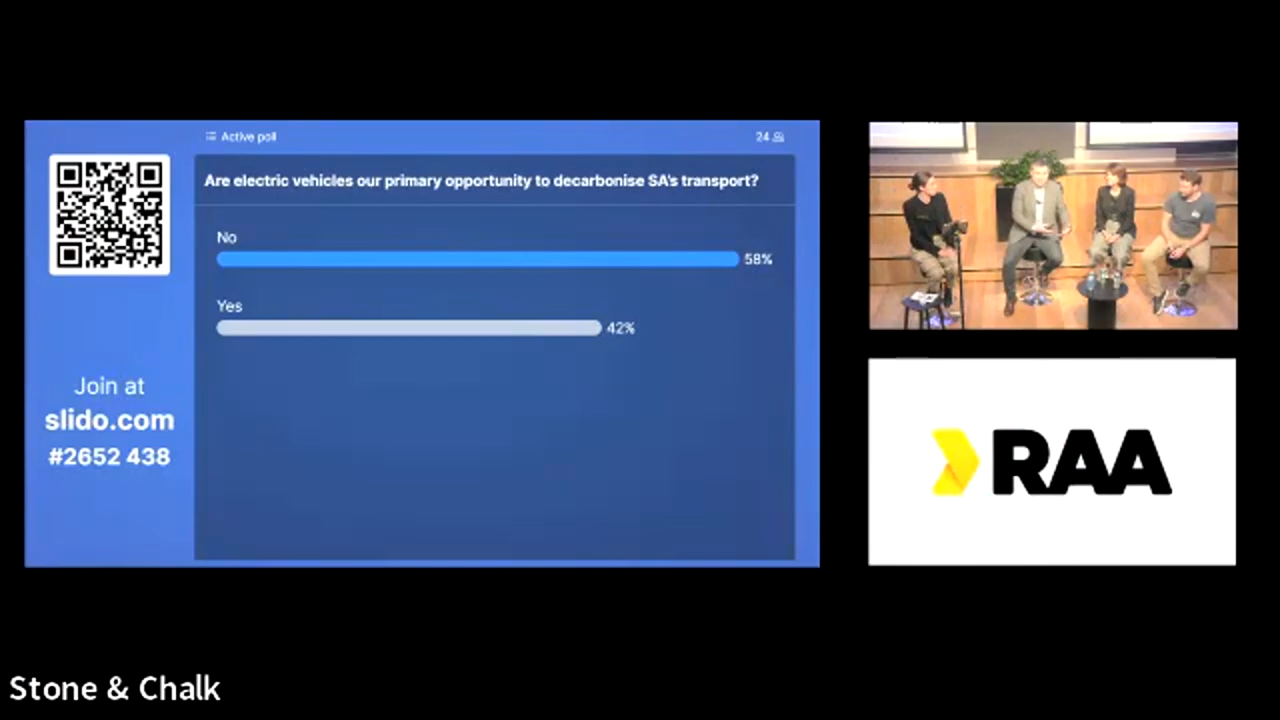 Active poll
24
Are electric vehicles our primary opportunity to decarbonise SA's transport?
No
58%
Yes
42%
Join at
slido.com
#2652 438
RAA
Stone & Chalk